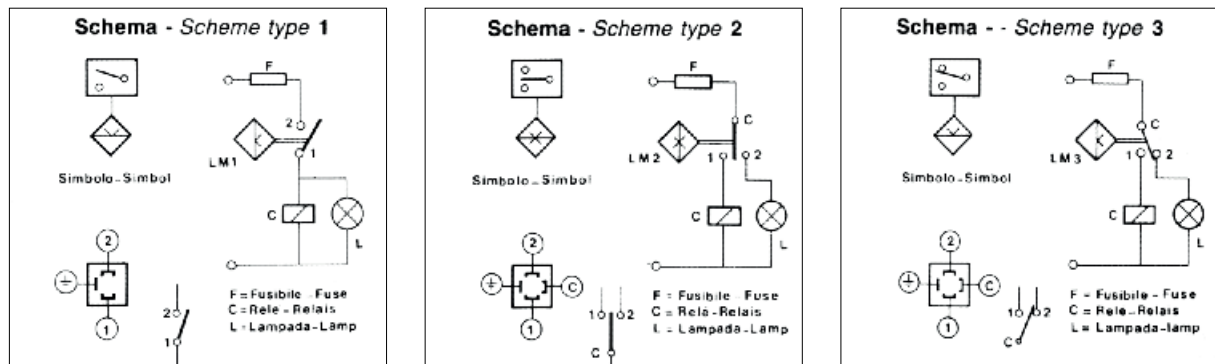 Schema - Scheme type 1
F
2
1
LM1
Simbolo-Simbol
C
L
2
1
2
1
F=Fusibile-Fuse
C=Relè-Relais
L=Lampada-Lamp
Schema - Scheme type 2
F
C
1
2
LM2
Simbolo-Simbol
C
L
2
C
1
1
2
C
F=Fusibile-Fuse
C=Relè-Relais
L=Lampada-Lamp
Schema - - Scheme type 3
F
C
1
2
LM3
Simbolo-Simbol
C
L
2
C
1
1
2
C
F=Fusibile-Fuse
C=Relè-Relais
L=Lampada-lamp